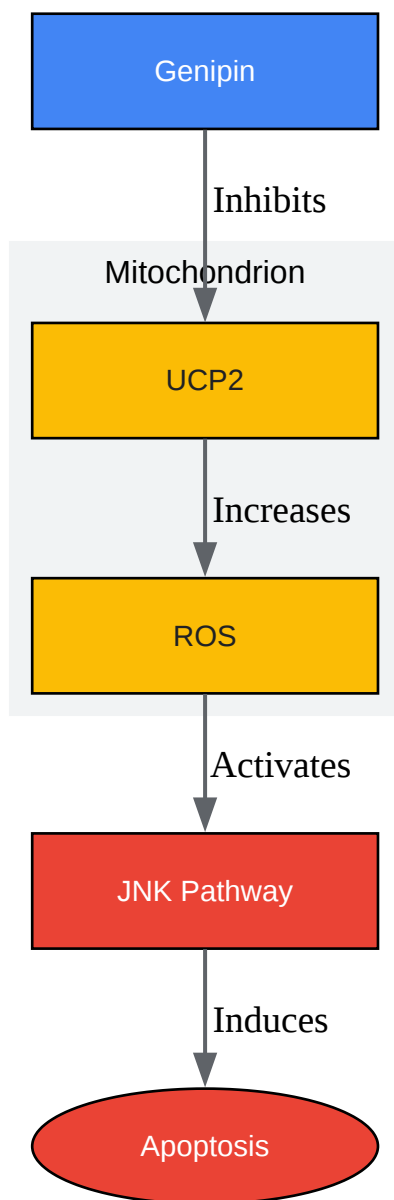 Genipin
Inhibits
Mitochondrion
UCP2
Increases
ROS
Activates
JNK Pathway
Induces
Apoptosis